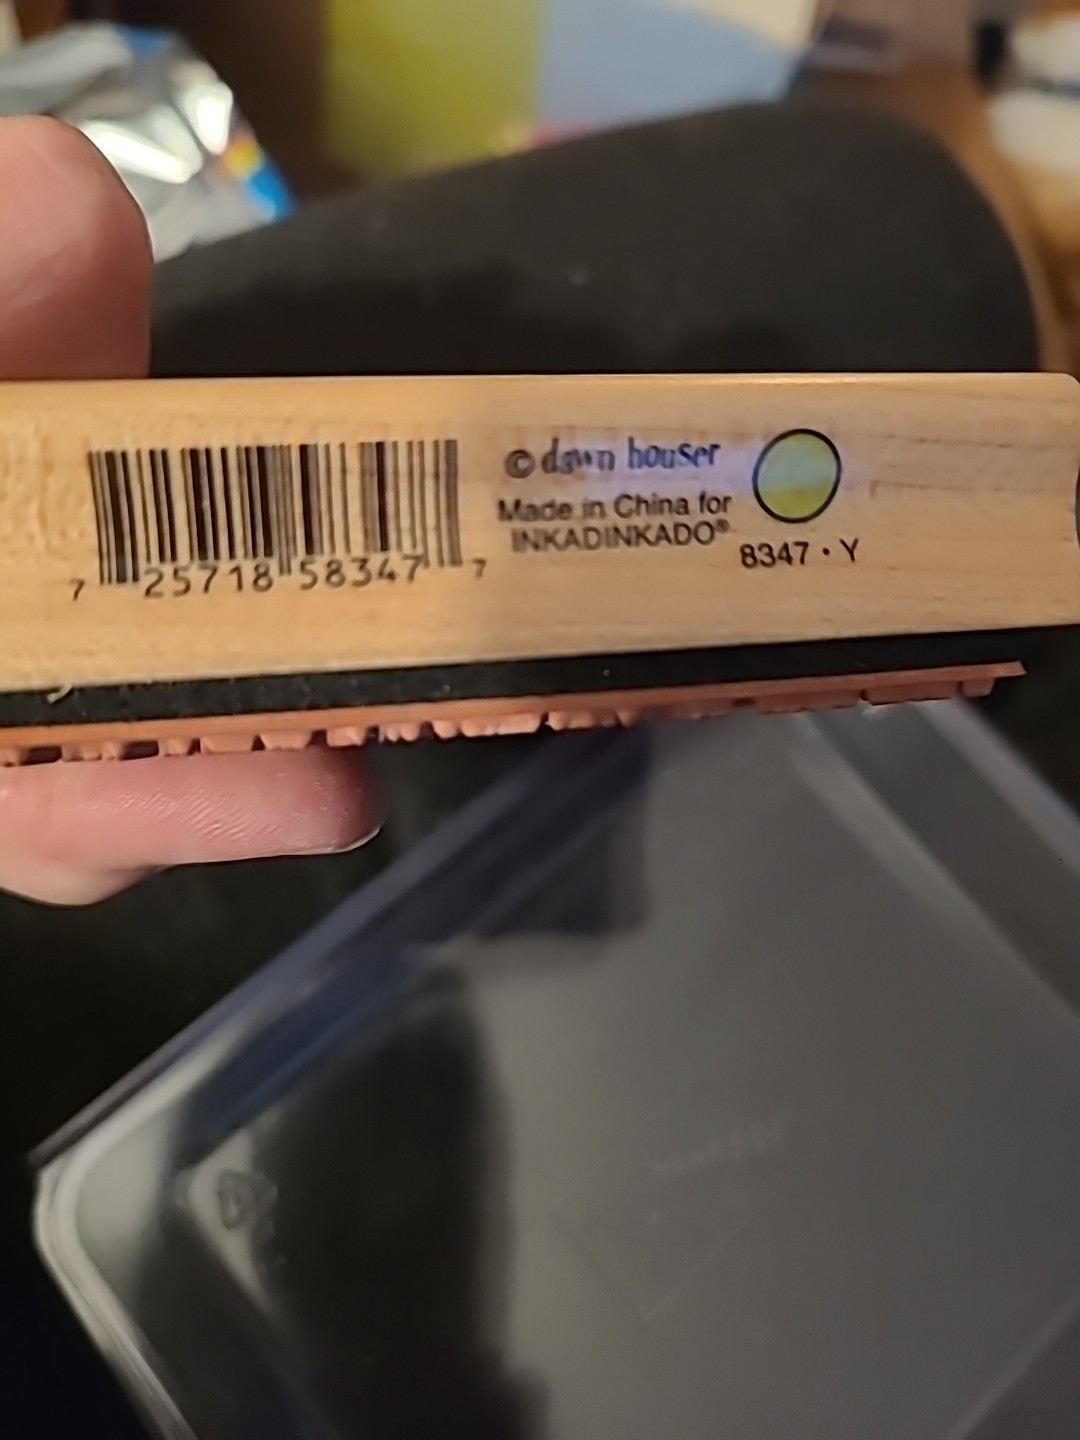 7 25718 58347 7
© dawn houser
Made in China for
INKADINKADO®
8347 · Y